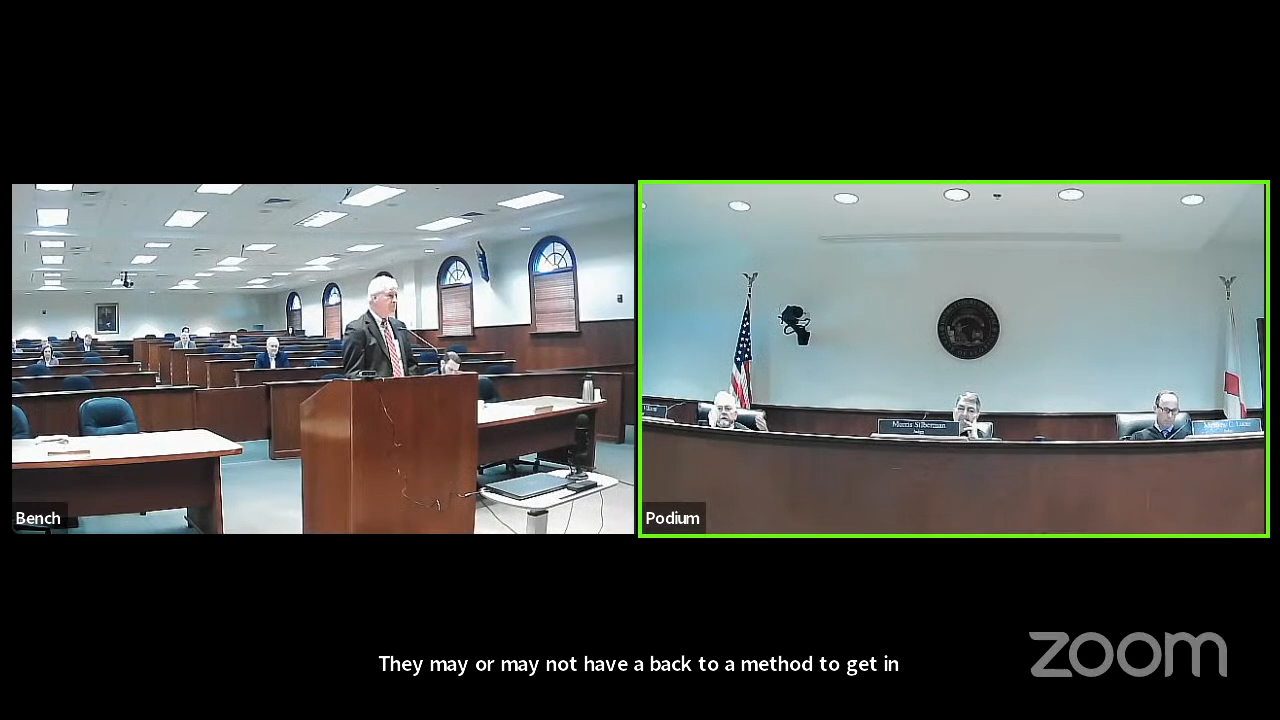 Bench
Podium
Morris Silberman
They may or may not have a back to a method to get in
zoom